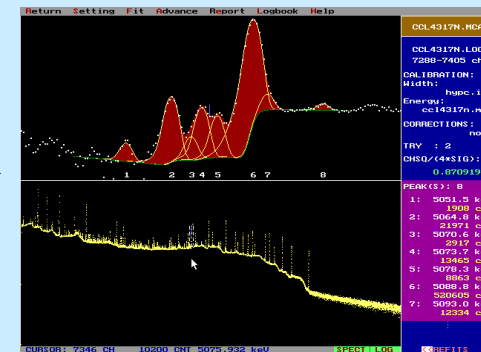 Return Setting Fit Advance Report Logbook Help
CCL4317N.MCA
CCL4317N.LOG
7288-7405 ch
CALIBRATION:
Width:
hypc.i
Energy:
ccl4317n.m
CORRECTIONS:
no
TRY : 2
CHSQ/(4*SIG):
0.870919
PEAK(S): 8
1: 5051.5 k
1908 c
2: 5064.8 k
21971 c
3: 5070.6 k
2917 c
4: 5073.7 k
13465 c
5: 5078.3 k
8863 c
6: 5088.8 k
520605 c
7: 5093.0 k
12334 c
1 2 3 4 5 6 7 8
CURSOR: 7346 CH 10200 CNT 5075.932 keV SPECT LOG <<REFITS